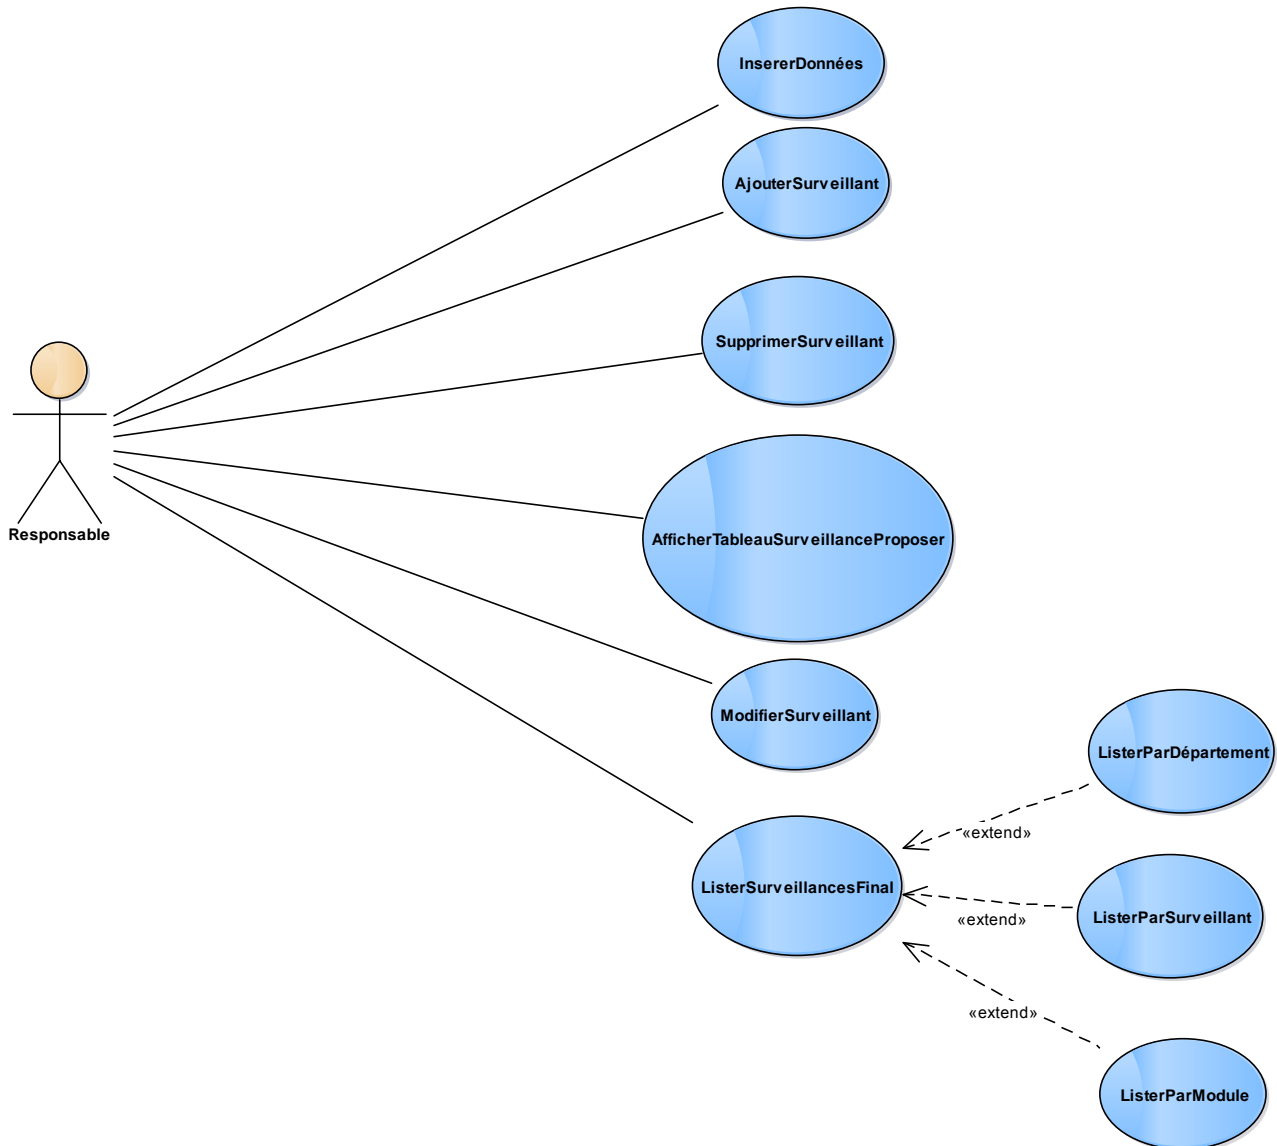 InsererDonnées
AjouterSurveillant
SupprimerSurveillant
Responsable
AfficherTableauSurveillanceProposer
ModifierSurveillant
ListerParDépartement
«extend»
ListerSurveillancesFinal
ListerParSurveillant
«extend»
«extend»
ListerParModule